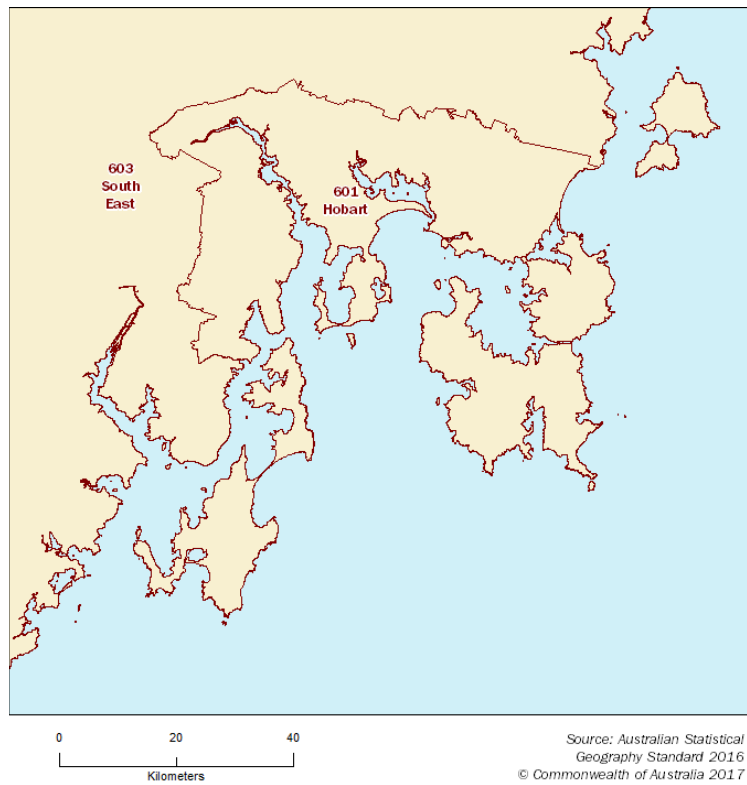 603
South
East
601
Hobart
0
20
40
Kilometers
Source: Australian Statistical
Geography Standard 2016
© Commonwealth of Australia 2017